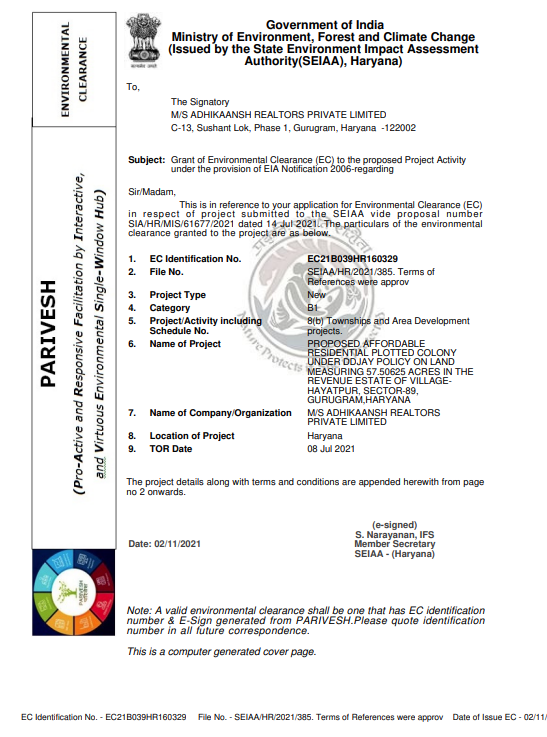 Government of India
Ministry of Environment, Forest and Climate Change
(Issued by the State Environment Impact Assessment
Authority(SEIAA), Haryana)
ENVIRONMENTAL
CLEARANCE
PARIVESH
(Pro-Active and Responsive Facilitation by Interactive,
and Virtuous Environmental Single-Window Hub)
To,
The Signatory
M/S ADHIKAANSH REALTORS PRIVATE LIMITED
C-13, Sushant Lok, Phase 1, Gurugram, Haryana -122002
Subject: Grant of Environmental Clearance (EC) to the proposed Project Activity
under the provision of EIA Notification 2006-regarding
Sir/Madam,
This is in reference to your application for Environmental Clearance (EC)
in respect of project submitted to the SEIAA vide proposal number
SIA/HR/MIS/61677/2021 dated 14 Jul 2021. The particulars of the environmental
clearance granted to the project are as below.
1. EC Identification No. EC21B039HR160329
2. File No. SEIAA/HR/2021/385. Terms of
References were approv
3. Project Type New
4. Category B1
5. Project/Activity including 8(b) Townships and Area Development
Schedule No. projects.
6. Name of Project PROPOSED AFFORDABLE
RESIDENTIAL PLOTTED COLONY
UNDER DDJAY POLICY ON LAND
MEASURING 57.50625 ACRES IN THE
REVENUE ESTATE OF VILLAGE-
HAYATPUR, SECTOR-89,
GURUGRAM,HARYANA
7. Name of Company/Organization M/S ADHIKAANSH REALTORS
PRIVATE LIMITED
8. Location of Project Haryana
9. TOR Date 08 Jul 2021
The project details along with terms and conditions are appended herewith from page
no 2 onwards.
(e-signed)
S. Narayanan, IFS
Date: 02/11/2021 Member Secretary
SEIAA - (Haryana)
Note: A valid environmental clearance shall be one that has EC identification
number & E-Sign generated from PARIVESH.Please quote identification
number in all future correspondence.
This is a computer generated cover page.
EC Identification No. - EC21B039HR160329 File No. - SEIAA/HR/2021/385. Terms of References were approv Date of Issue EC - 02/11/